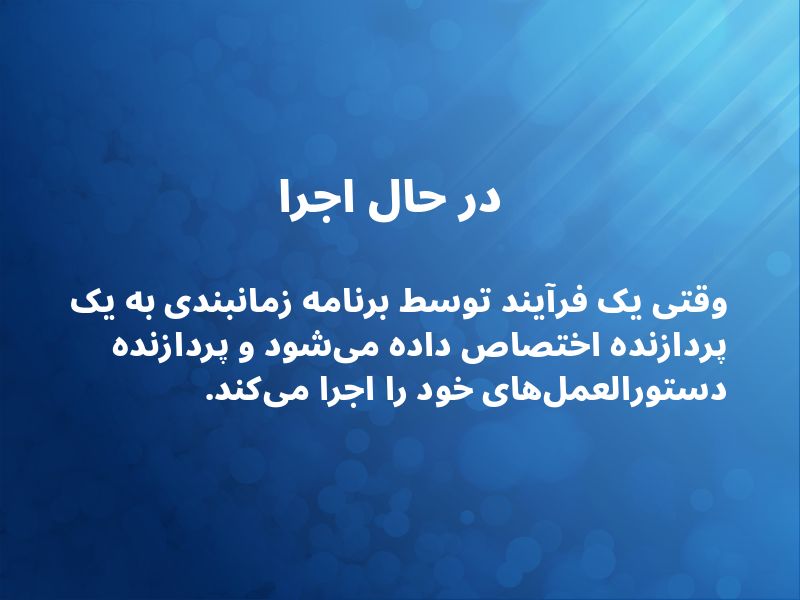 در حال اجرا
وقتی یک فرآیند توسط برنامه زمانبندی به یک
پردازنده اختصاص داده می‌شود و پردازنده
دستورالعمل‌های خود را اجرا می‌کند.